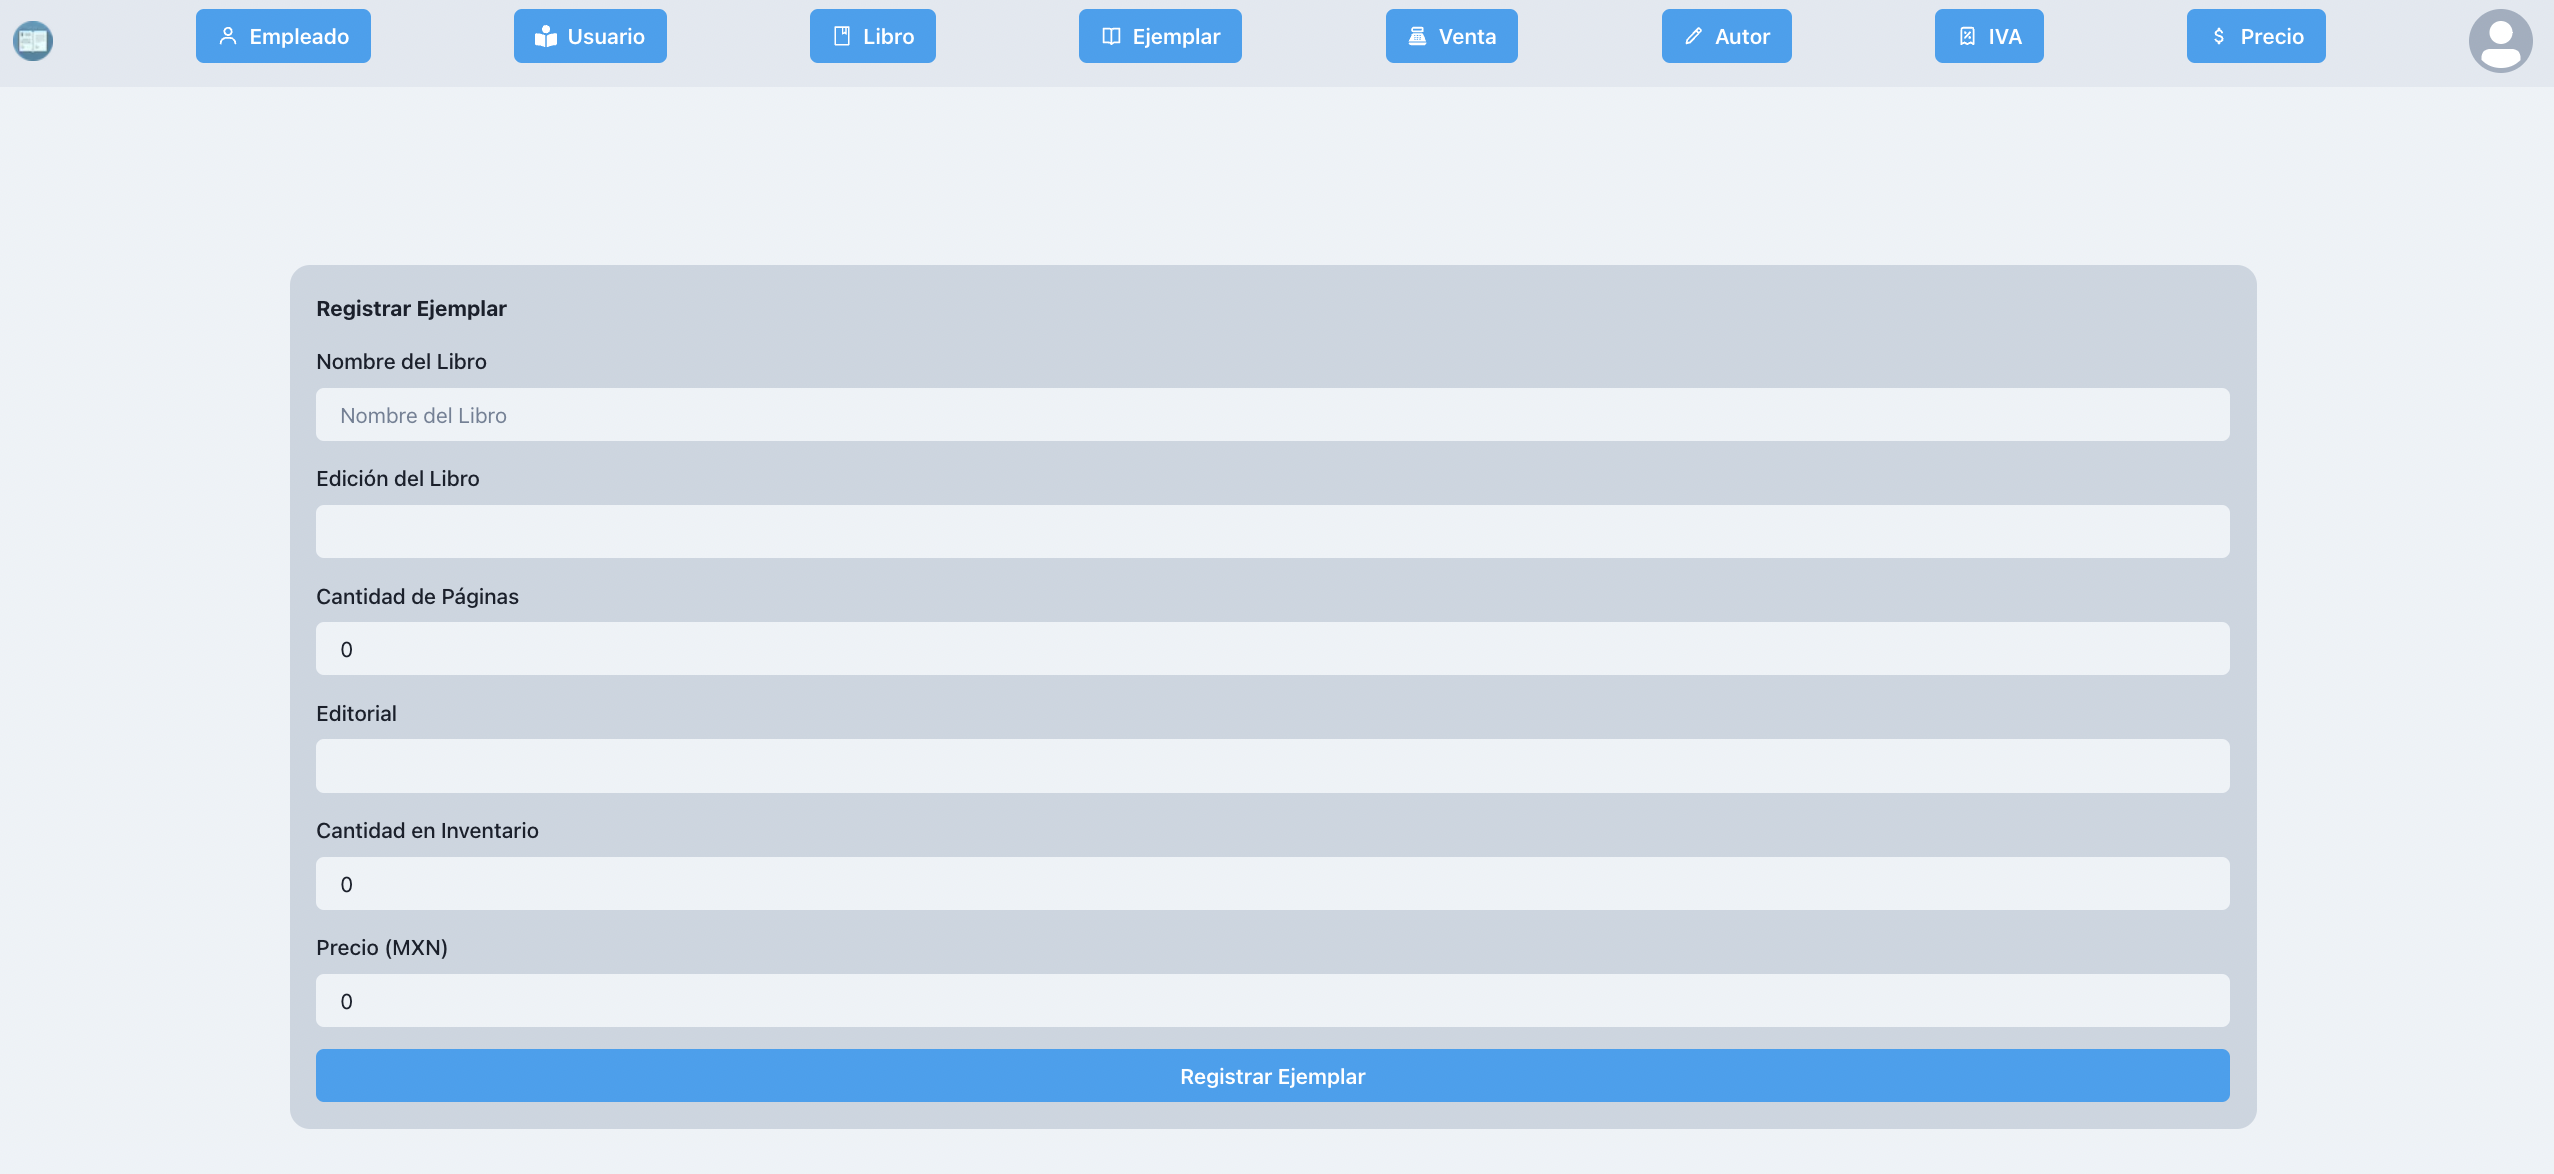 Empleado
Usuario
Libro
Ejemplar
Venta
Autor
IVA
Precio
Registrar Ejemplar
Nombre del Libro
Nombre del Libro
Edición del Libro
Cantidad de Páginas
0
Editorial
Cantidad en Inventario
0
Precio (MXN)
0
Registrar Ejemplar